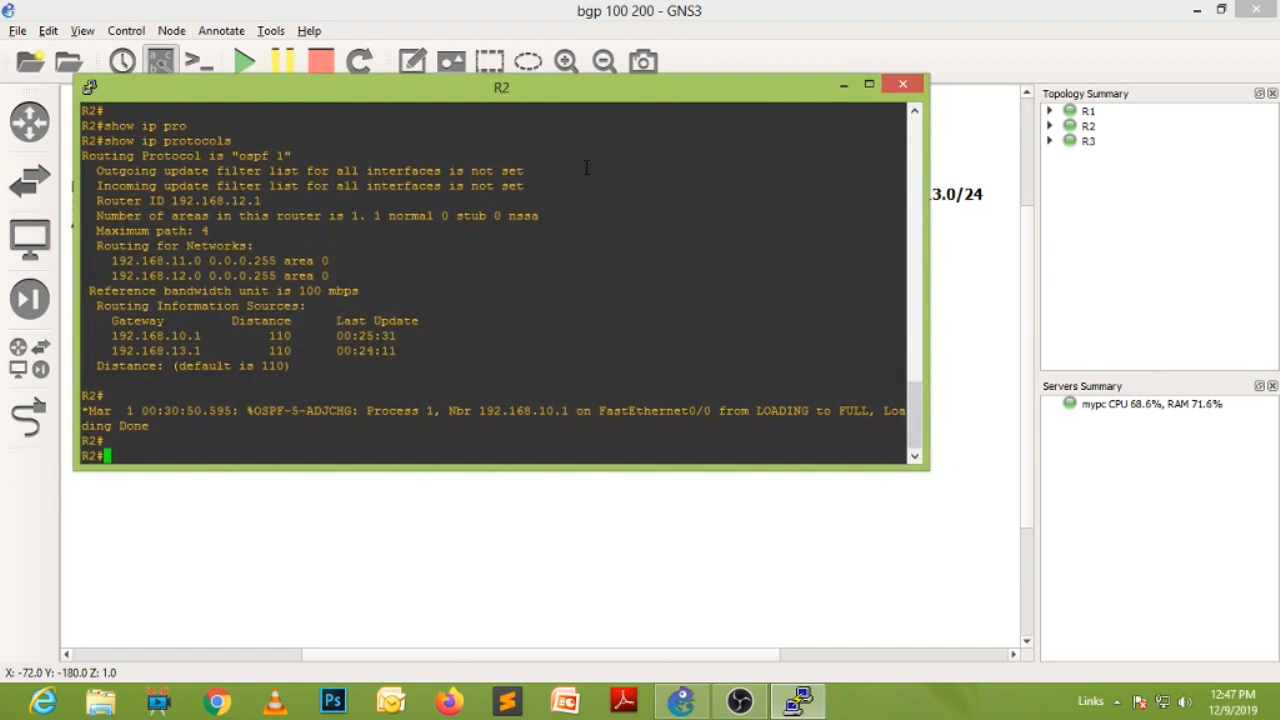 bgp 100 200 - GNS3
File Edit View Control Node Annotate Tools Help
R2
R2#
R2#show ip pro
R2#show ip protocols
Routing Protocol is "ospf 1"
Outgoing update filter list for all interfaces is not set
Incoming update filter list for all interfaces is not set
Router ID 192.168.12.1
Number of areas in this router is 1. 1 normal 0 stub 0 nssa
Maximum path: 4
Routing for Networks:
192.168.11.0 0.0.0.255 area 0
192.168.12.0 0.0.0.255 area 0
Reference bandwidth unit is 100 mbps
Routing Information Sources:
Gateway Distance Last Update
192.168.10.1 110 00:25:31
192.168.13.1 110 00:24:11
Distance: (default is 110)
R2#
*Mar 1 00:30:50.595: %OSPF-5-ADJCHG: Process 1, Nbr 192.168.10.1 on FastEthernet0/0 from LOADING to FULL, Loa
ding Done
R2#
R2#
13.0/24
Topology Summary
R1
R2
R3
Servers Summary
mypc CPU 68.6%, RAM 71.6%
X: -72.0 Y: -180.0 Z: 1.0
Ps
Links
12:47 PM
12/9/2019